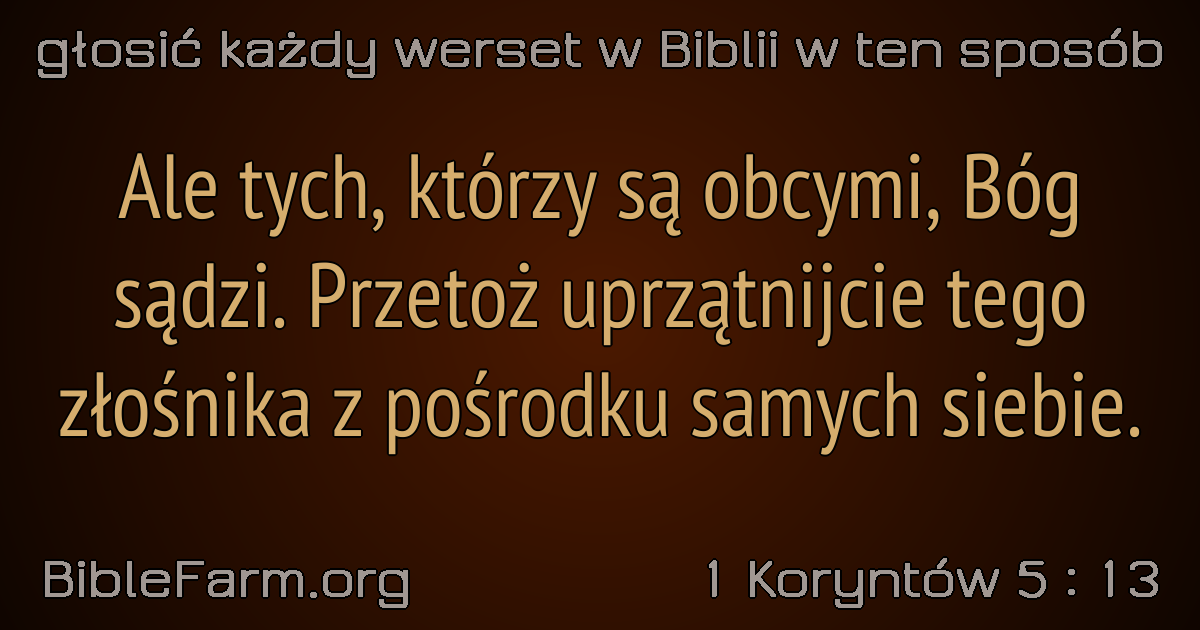 głosić każdy werset w Biblii w ten sposób
Ale tych, którzy są obcymi, Bóg
sądzi. Przetoż uprzątnijcie tego
złośnika z pośrodku samych siebie.
BibleFarm.org
1 Koryntów 5 : 13